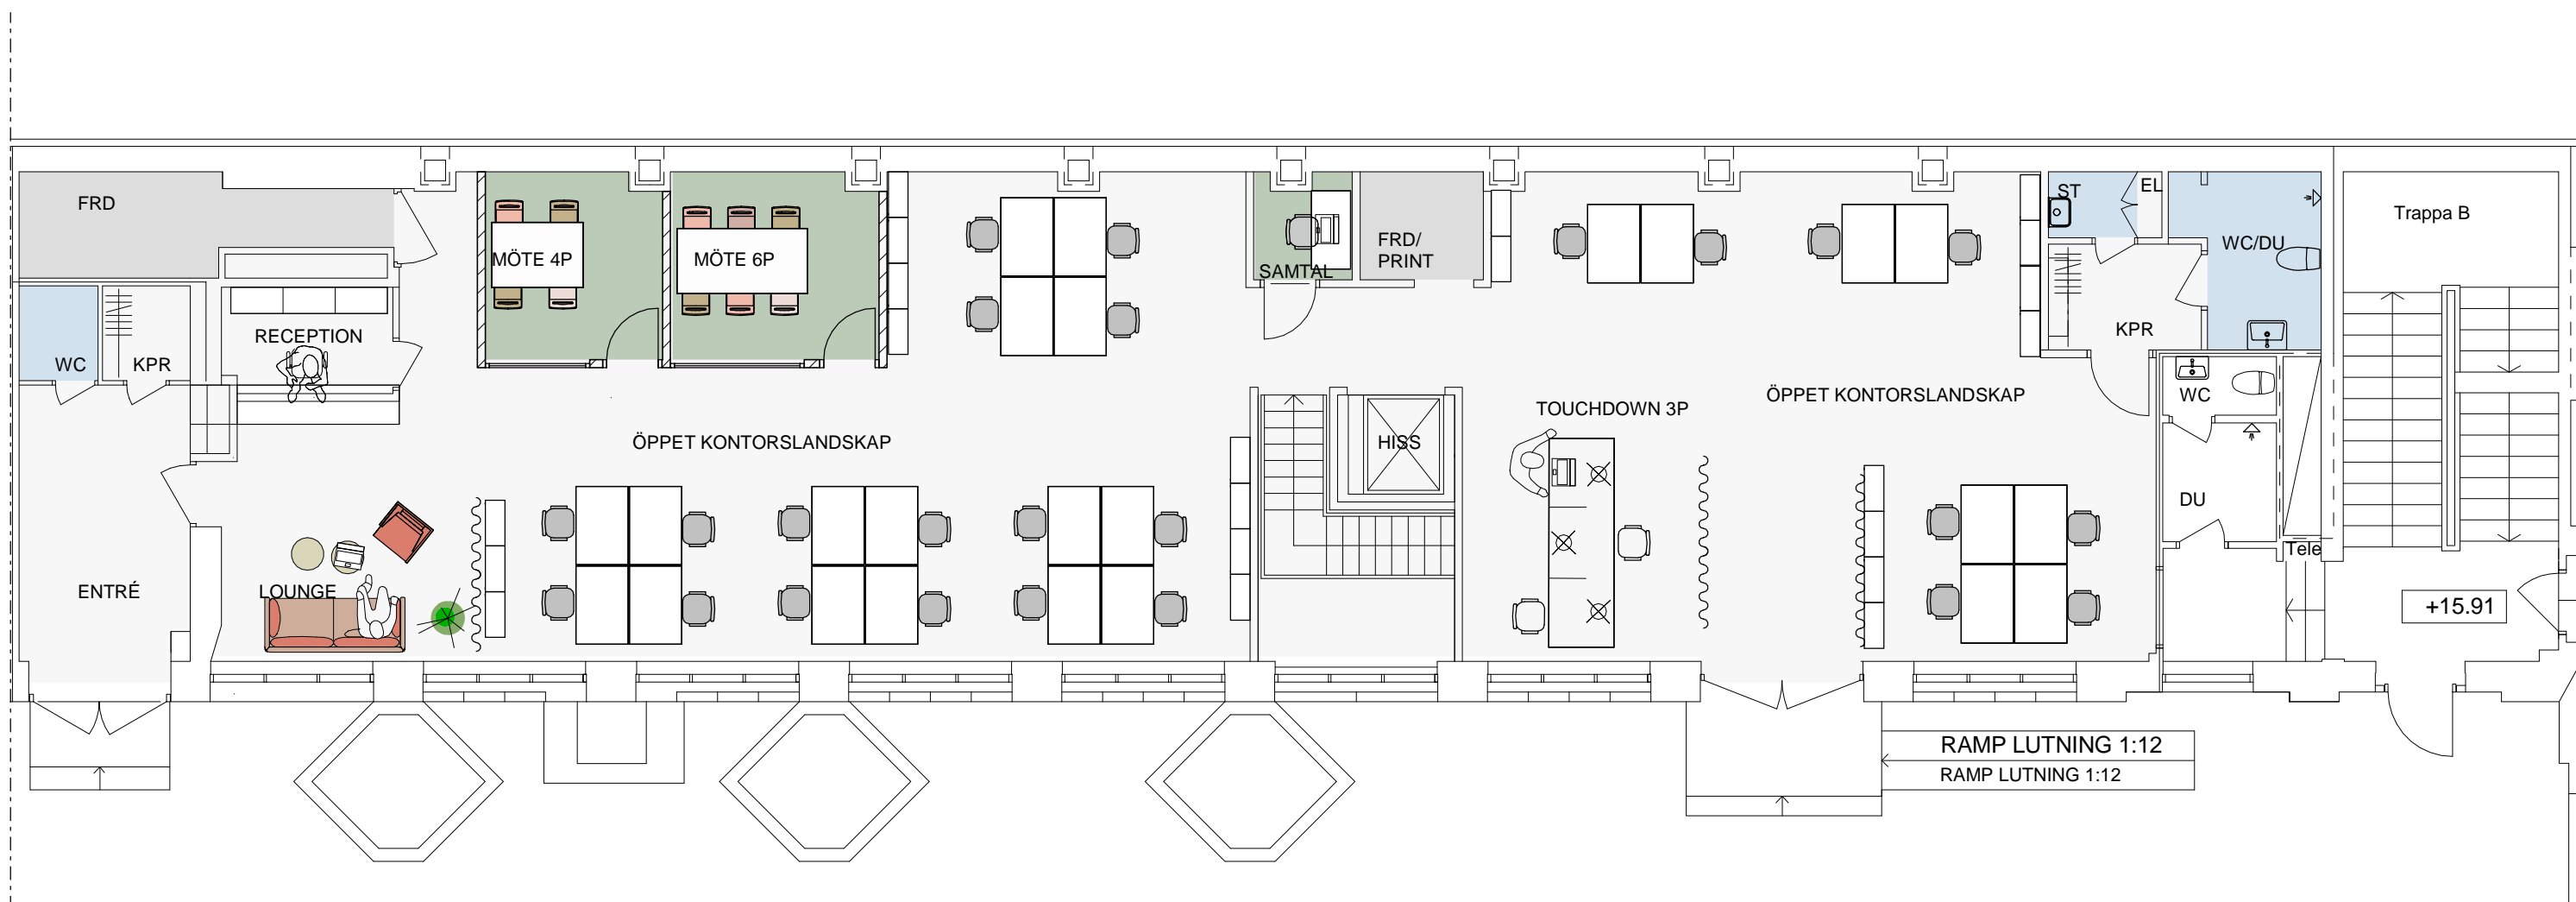 FRD
MÖTE 4P
MÖTE 6P
SAMTAL
FRD/
PRINT
ST
EL
WC/DU
Trappa B
WC
KPR
RECEPTION
KPR
WC
ÖPPET KONTORSLANDSKAP
HISS
TOUCHDOWN 3P
ÖPPET KONTORSLANDSKAP
DU
Tele
ENTRÉ
LOUNGE
+15.91
RAMP LUTNING 1:12
RAMP LUTNING 1:12